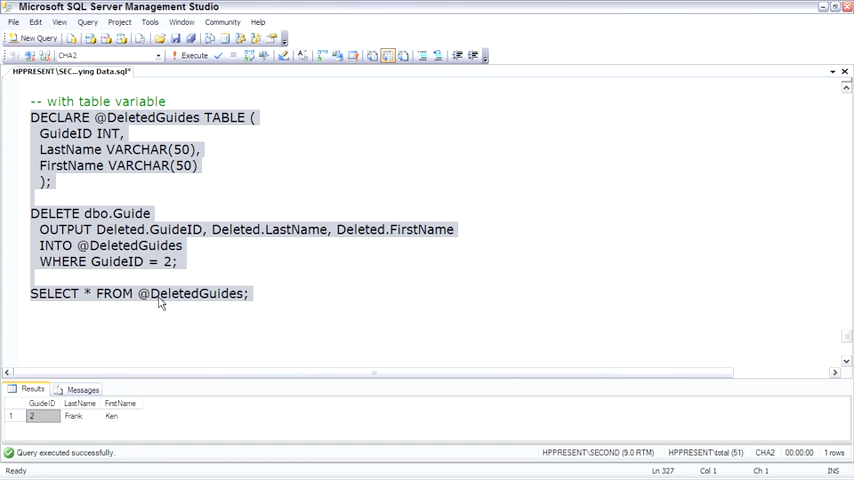 Microsoft SQL Server Management Studio
File Edit View Query Project Tools Window Community Help
New Query
CHA2 Execute
HPPRESENT\SEC...ying Data.sql*
-- with table variable
DECLARE @DeletedGuides TABLE (
GuideID INT,
LastName VARCHAR(50),
FirstName VARCHAR(50)
);
DELETE dbo.Guide
OUTPUT Deleted.GuideID, Deleted.LastName, Deleted.FirstName
INTO @DeletedGuides
WHERE GuideID = 2;
SELECT * FROM @DeletedGuides;
Results Messages
GuideID LastName FirstName
1 2 Frank Ken
Query executed successfully. HPPRESENT\SECOND (9.0 RTM) HPPRESENT\total (51) CHA2 00:00:00 1 rows
Ready Ln 327 Col 1 Ch 1 INS